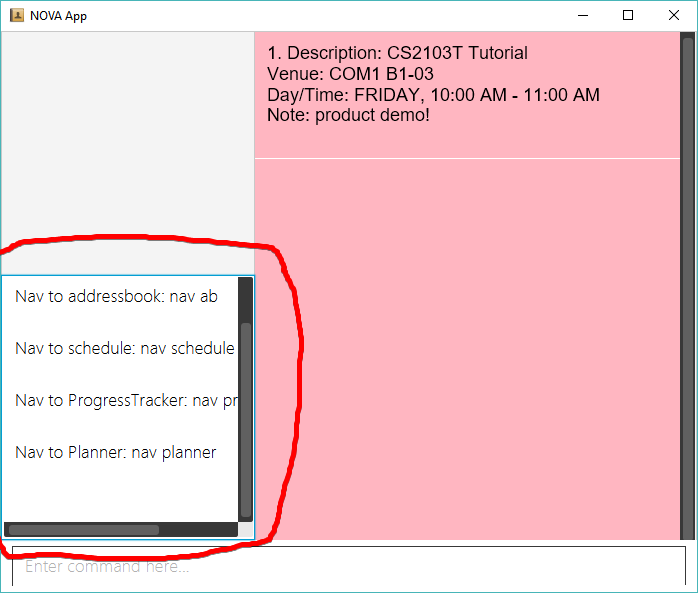 NOVA App
1. Description: CS2103T Tutorial
Venue: COM1 B1-03
Day/Time: FRIDAY, 10:00 AM - 11:00 AM
Note: product demo!
Nav to addressbook: nav ab
Nav to schedule: nav schedule
Nav to ProgressTracker: nav pr
Nav to Planner: nav planner
Enter command here...